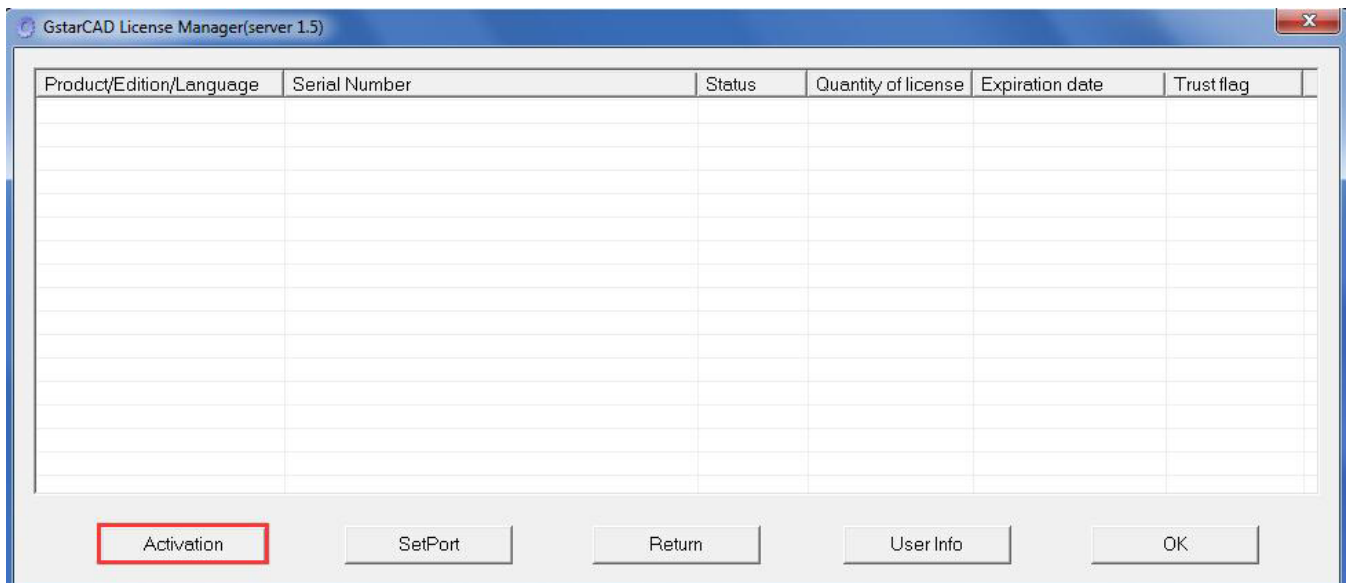 GstarCAD License Manager(server 1.5)
Product/Edition/Language Serial Number Status Quantity of license Expiration date Trust flag
Activation SetPort Return User Info OK